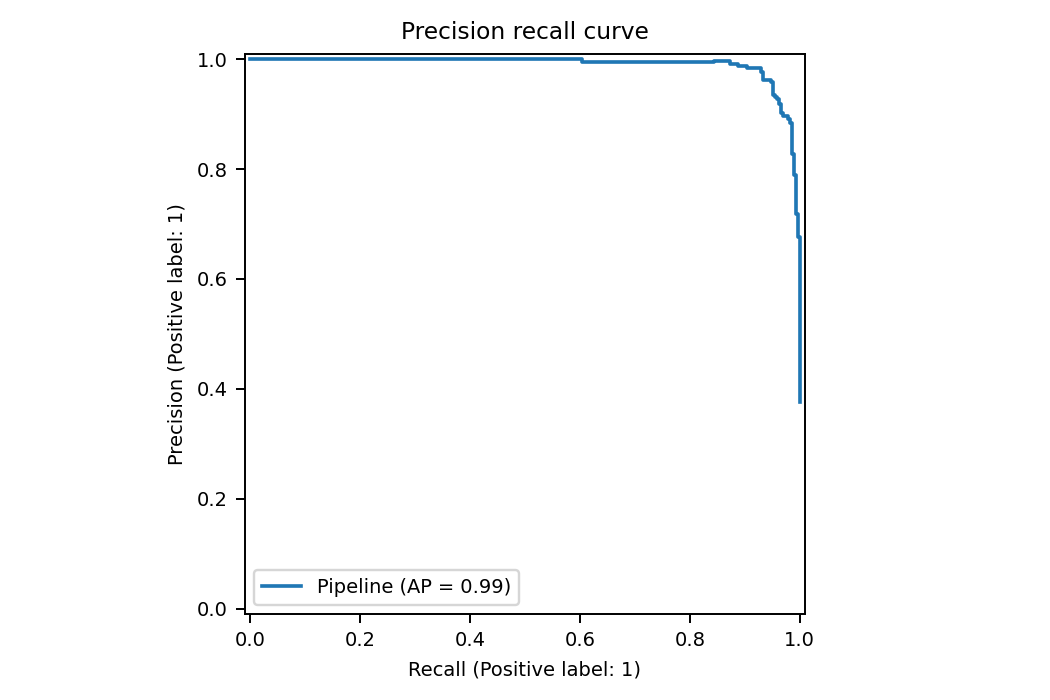 Precision recall curve
1.0
0.8
0.6
0.4
0.2
0.0
Precision (Positive label: 1)
Pipeline (AP = 0.99)
0.0 0.2 0.4 0.6 0.8 1.0
Recall (Positive label: 1)